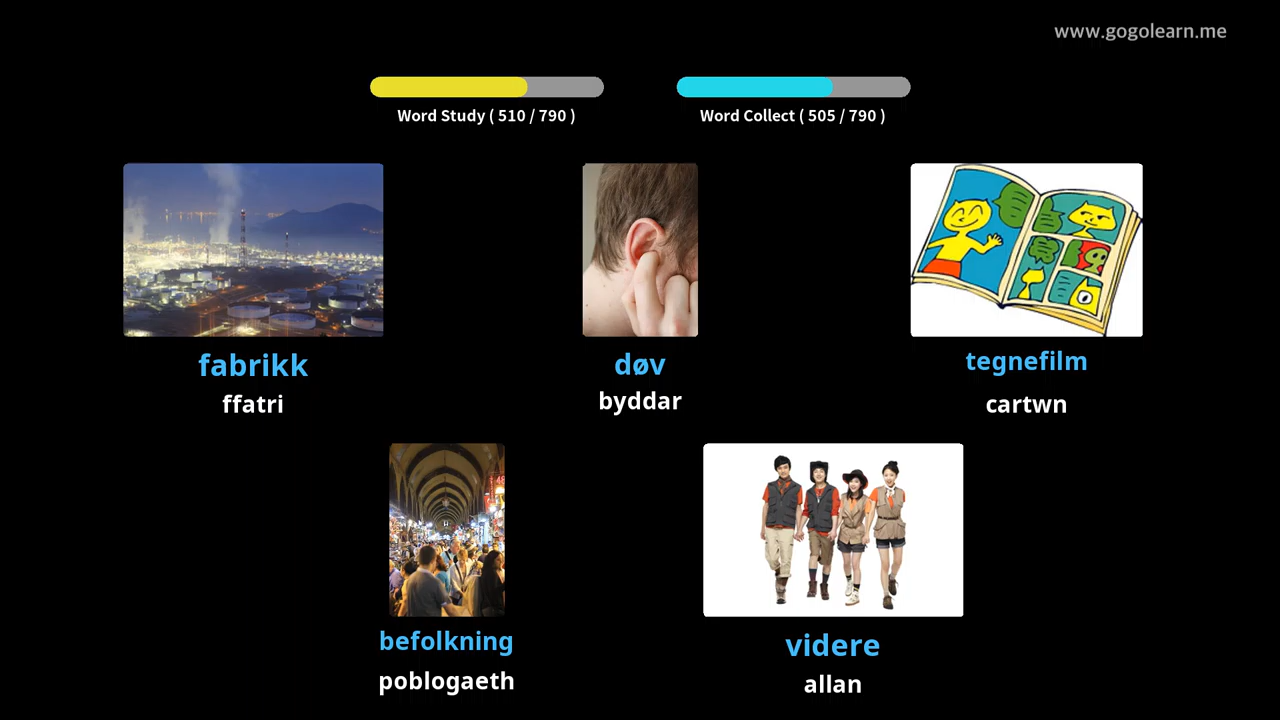 www.gogolearn.me
Word Study ( 510 / 790 )
Word Collect ( 505 / 790 )
fabrikk
ffatri
døv
byddar
tegnefilm
cartwn
befolkning
poblogaeth
videre
allan